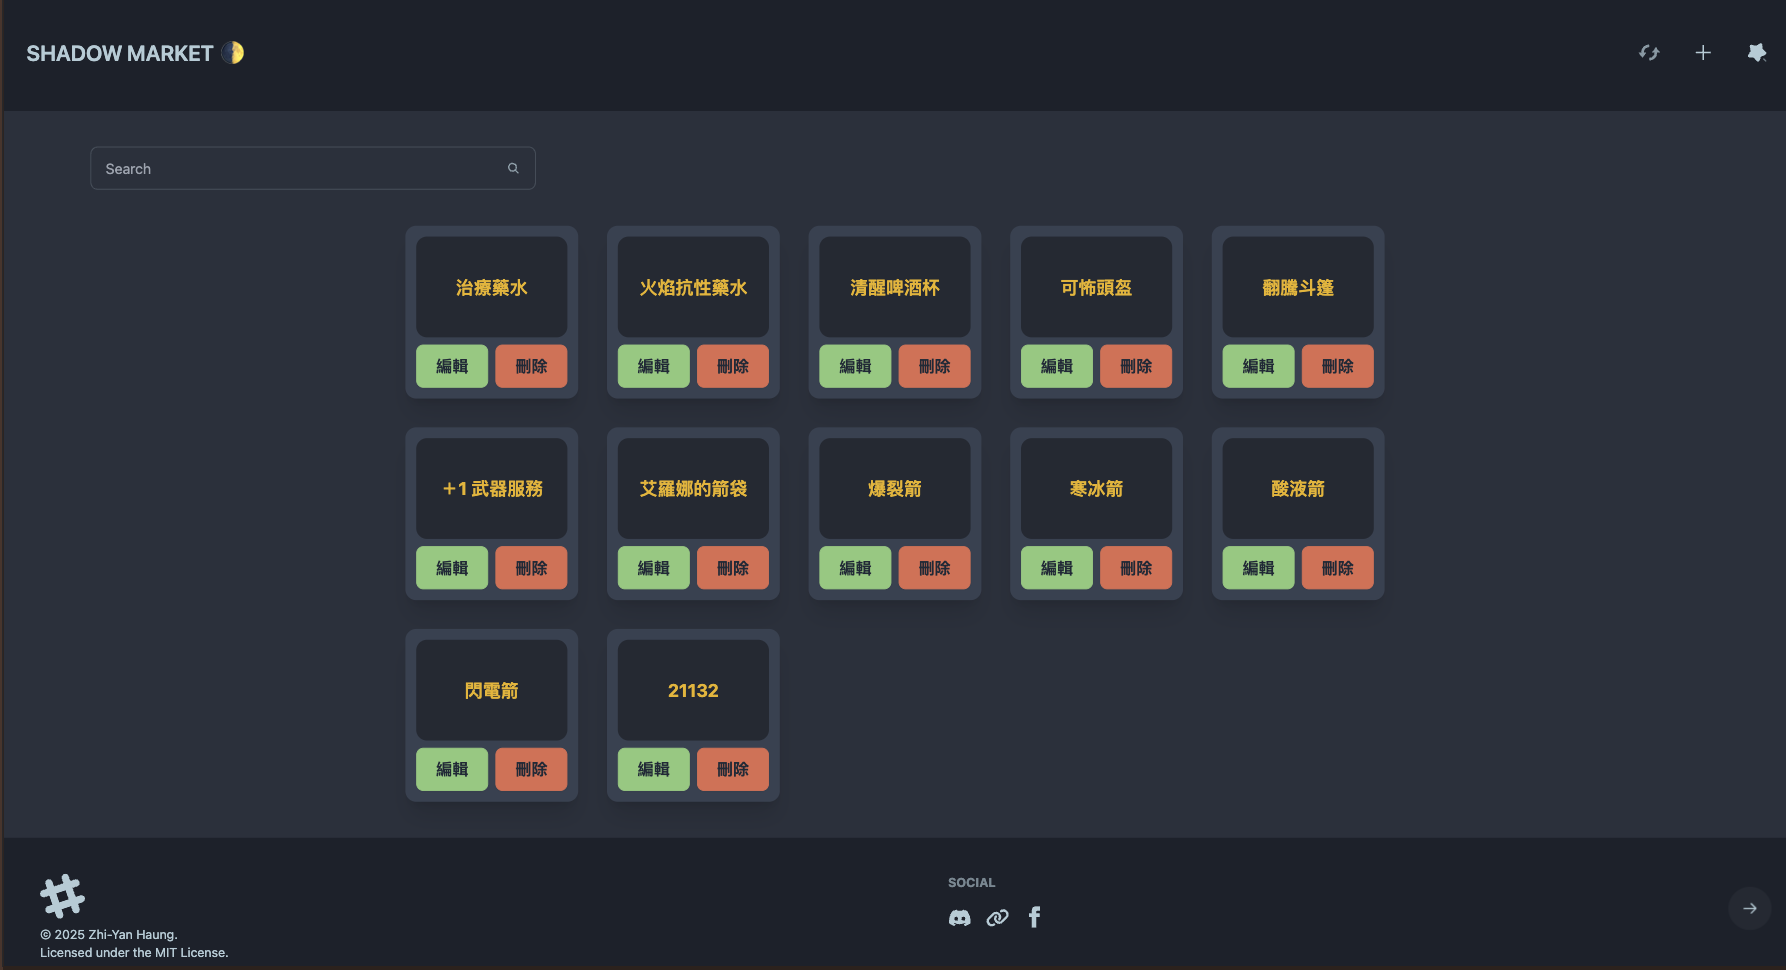 SHADOW MARKET 🌓
Search
治療藥水
火焰抗性藥水
清醒啤酒杯
可怖頭盔
翻騰斗篷
編輯 刪除
編輯 刪除
編輯 刪除
編輯 刪除
編輯 刪除
＋1 武器服務
艾羅娜的箭袋
爆裂箭
寒冰箭
酸液箭
編輯 刪除
編輯 刪除
編輯 刪除
編輯 刪除
編輯 刪除
閃電箭
21132
編輯 刪除
編輯 刪除
© 2025 Zhi-Yan Haung.
Licensed under the MIT License.
SOCIAL